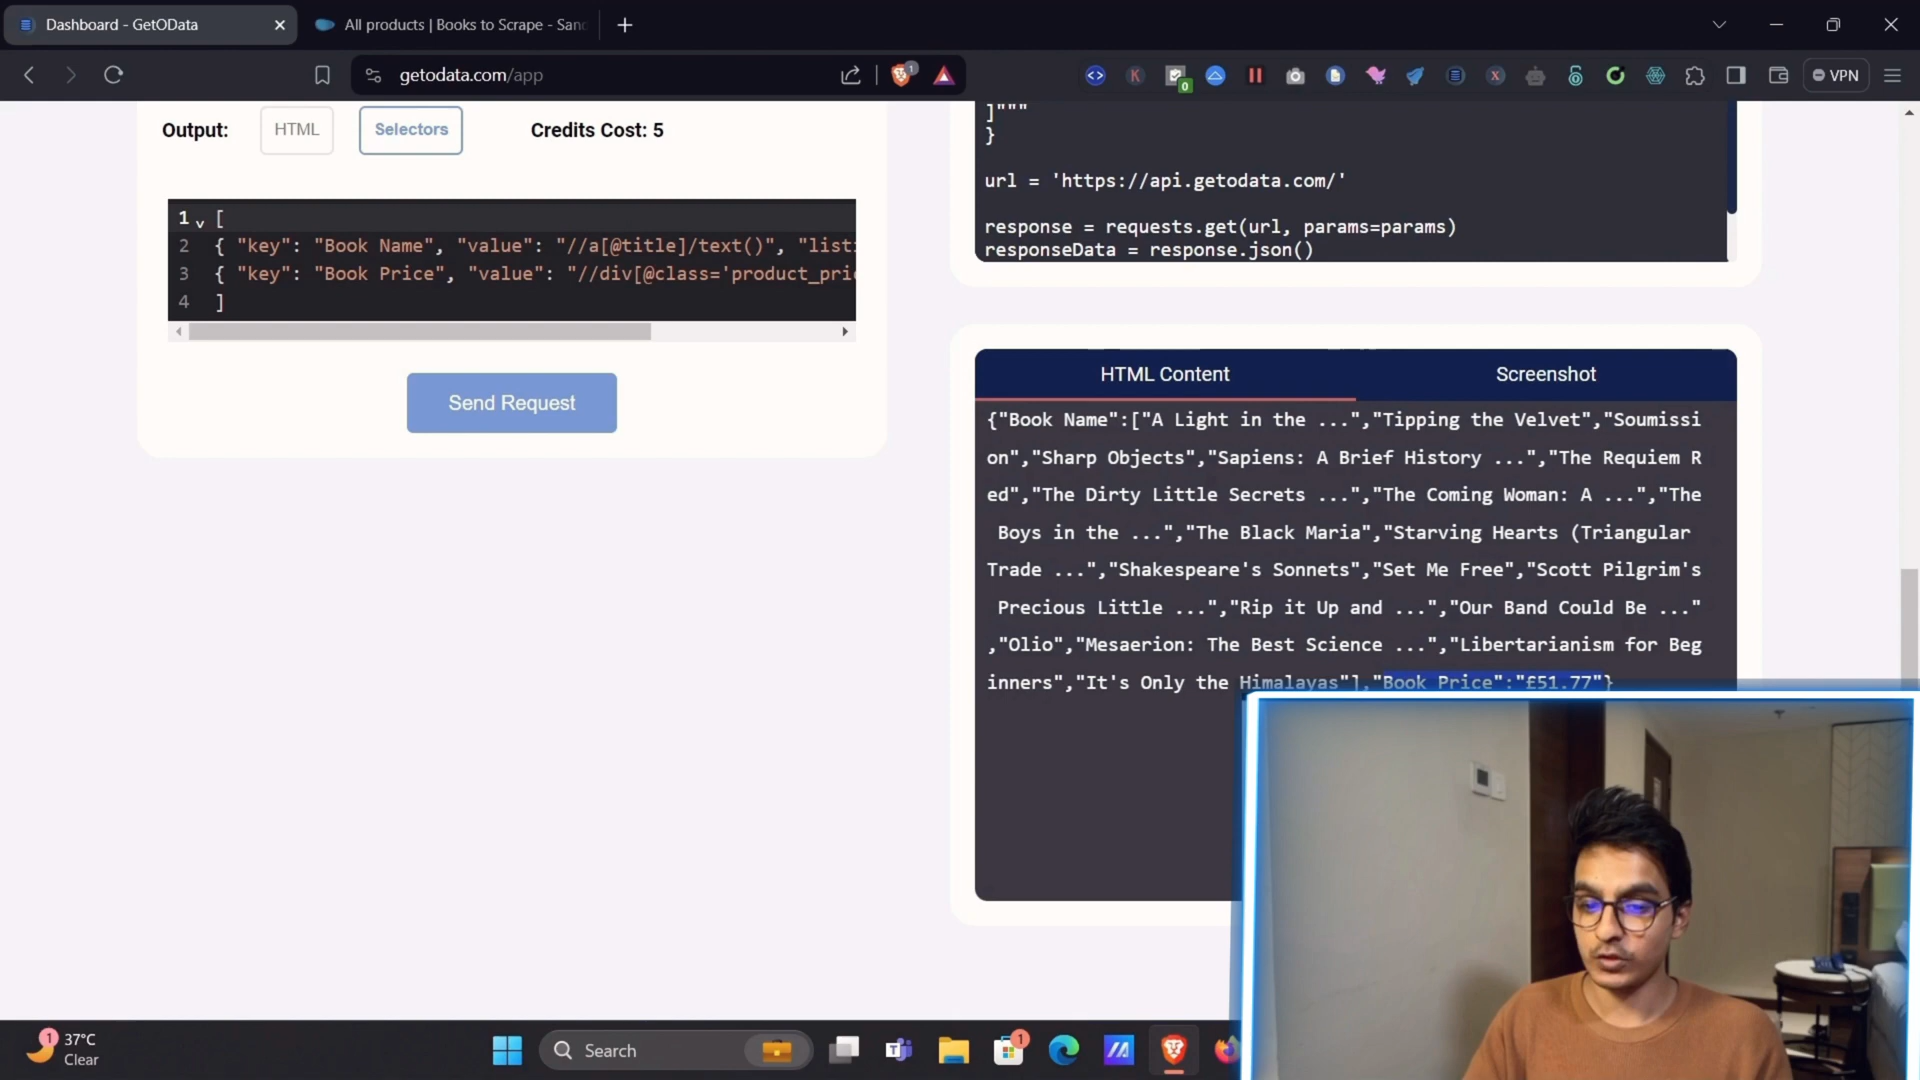 Dashboard - GetOData
All products | Books to Scrape - Sand
getodata.com/app
1
0
VPN
Output:
HTML
Selectors
Credits Cost: 5
1 [
2 { "key": "Book Name", "value": "//a[@title]/text()", "list:
3 { "key": "Book Price", "value": "//div[@class='product_pric
4 ]
Send Request
]"""
}
url = 'https://api.getodata.com/'
response = requests.get(url, params=params)
responseData = response.json()
HTML Content
Screenshot
{"Book Name":["A Light in the ...","Tipping the Velvet","Soumissi
on","Sharp Objects","Sapiens: A Brief History ...","The Requiem R
ed","The Dirty Little Secrets ...","The Coming Woman: A ...","The
Boys in the ...","The Black Maria","Starving Hearts (Triangular
Trade ...","Shakespeare's Sonnets","Set Me Free","Scott Pilgrim's
Precious Little ...","Rip it Up and ...","Our Band Could Be ..."
,"Olio","Mesaerion: The Best Science ...","Libertarianism for Beg
inners","It's Only the Himalayas"],"Book Price":"£51.77"}
1
37°C
Clear
Search
1